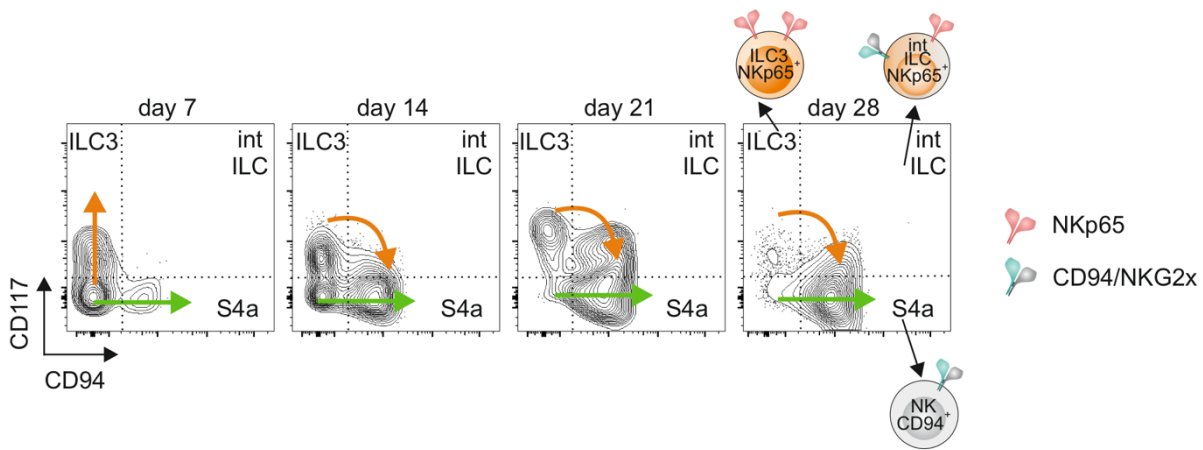 ILC3
NKp65+
int
ILC
NKp65+
day 7
day 14
day 21
day 28
ILC3
int
ILC
ILC3
int
ILC
ILC3
int
ILC
ILC3
int
ILC
NKp65
CD94/NKG2x
CD117
S4a
S4a
S4a
S4a
CD94
NK
CD94+